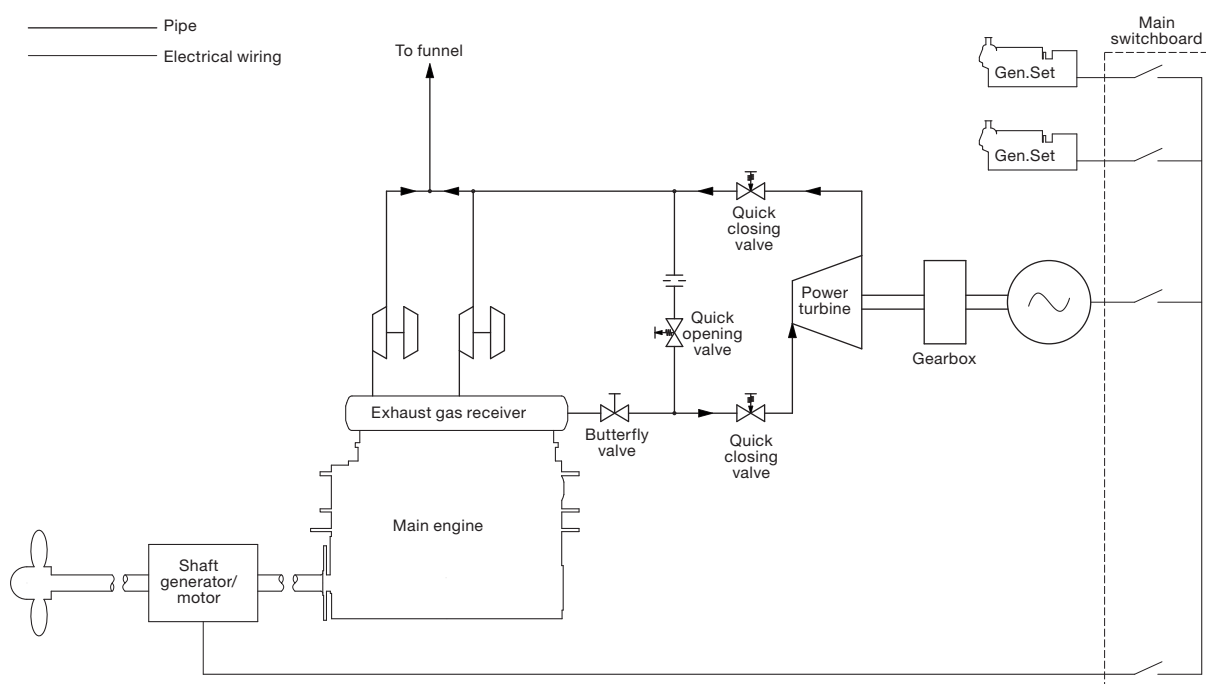 Pipe
Electrical wiring
To funnel
Main
switchboard
Gen.Set
Gen.Set
Quick
closing
valve
Power
turbine
Quick
opening
valve
Gearbox
Exhaust gas receiver
Butterfly
valve
Quick
closing
valve
Main engine
Shaft
generator/
motor